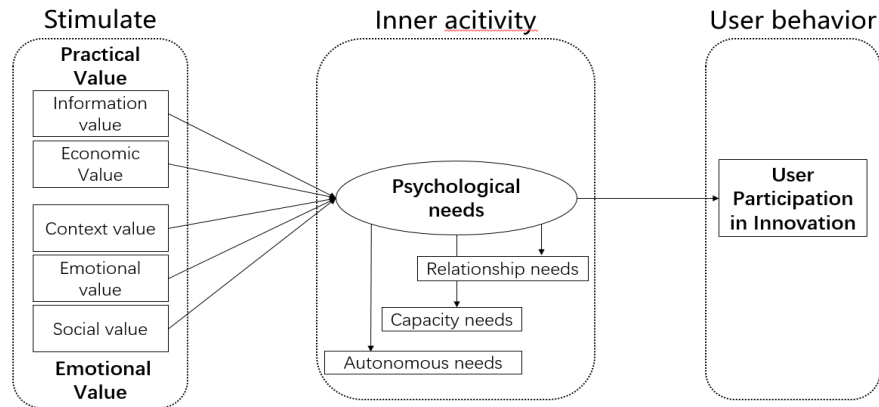 Stimulate
Practical
Value
Information
value
Economic
Value
Context value
Emotional
value
Social value
Emotional
Value
Inner acitivity
Psychological
needs
Relationship needs
Capacity needs
Autonomous needs
User behavior
User
Participation
in Innovation